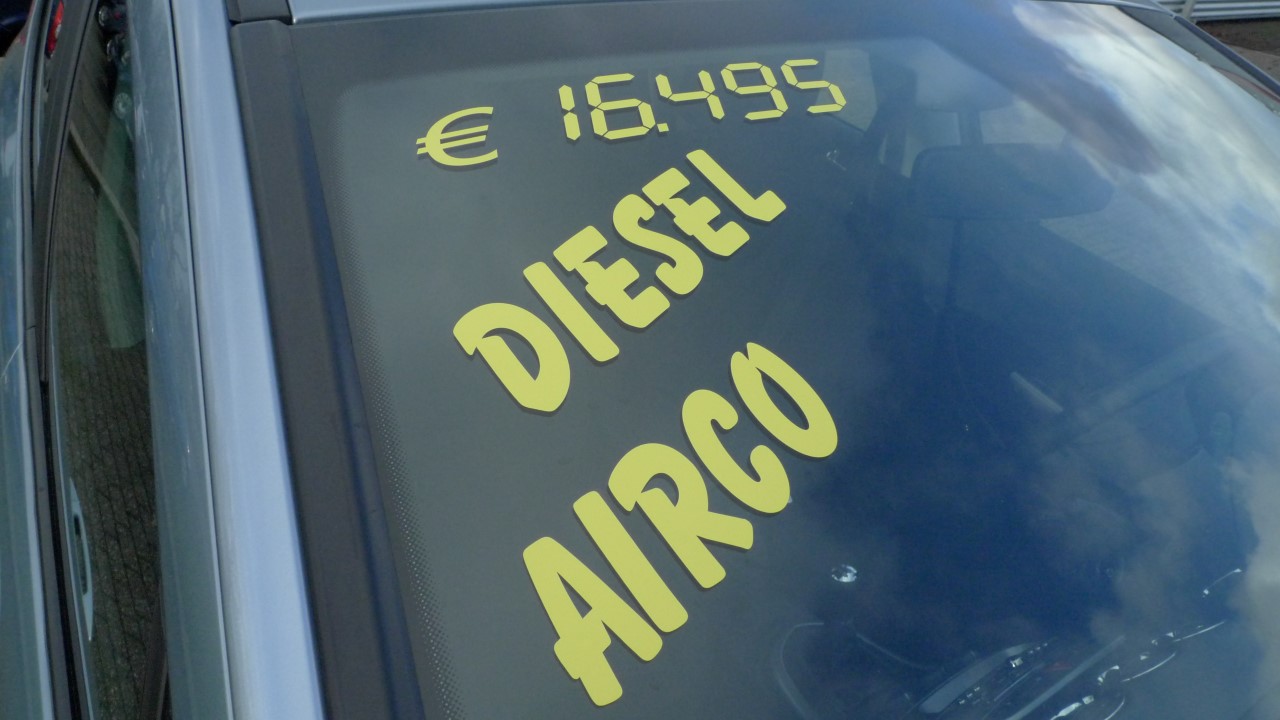 € 16.495
DIESEL
AIRCO